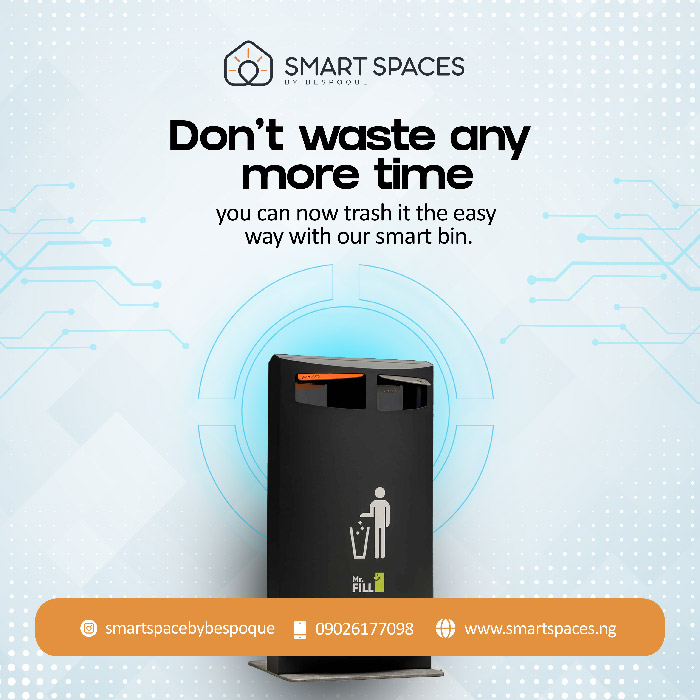 SMART SPACES
BY BESPOQUE
Don't waste any
more time
you can now trash it the easy
way with our smart bin.
Mr.
FILL
smartspacebybespoque 09026177098 www.smartspaces.ng